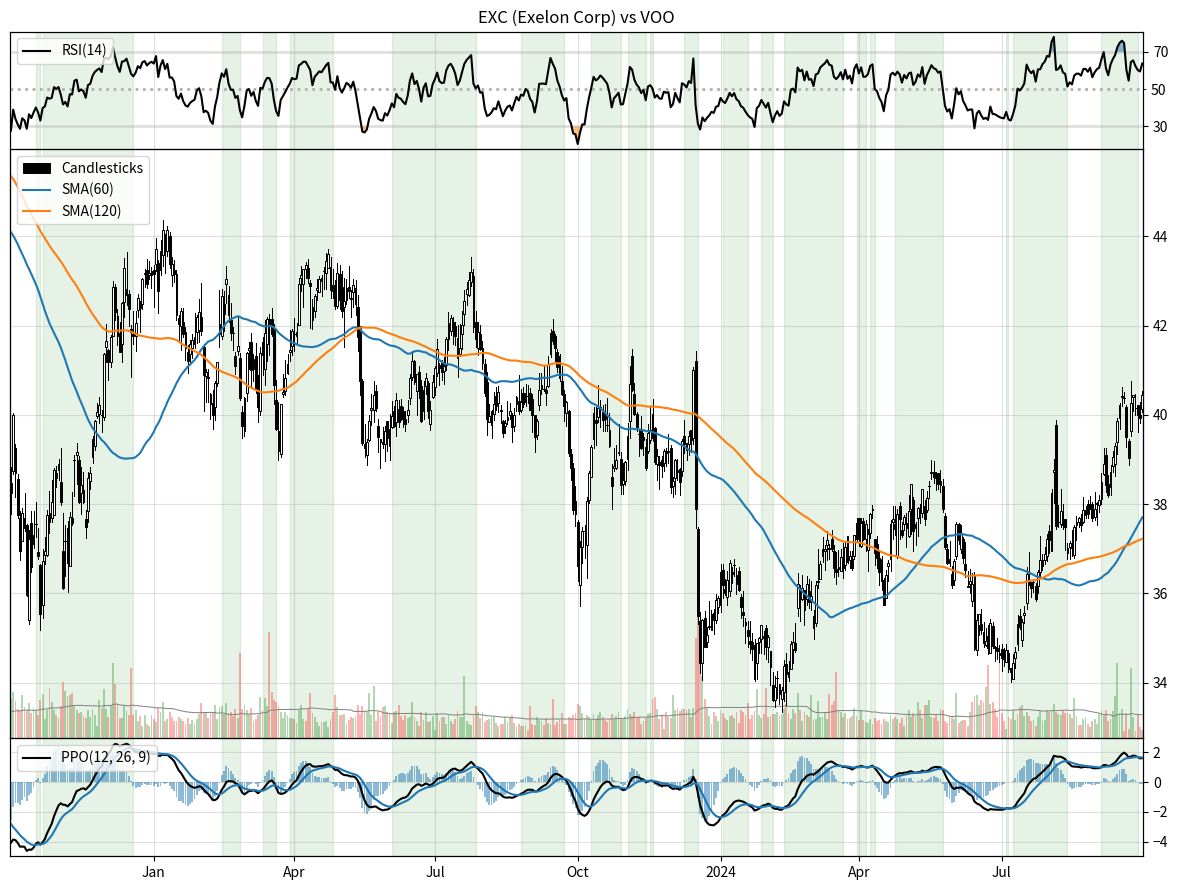 EXC (Exelon Corp) vs VOO
RSI(14)
70
50
30
Candlesticks
SMA(60)
SMA(120)
44
42
40
38
36
34
PPO(12, 26, 9)
2
0
−2
−4
Jan
Apr
Jul
Oct
2024
Apr
Jul